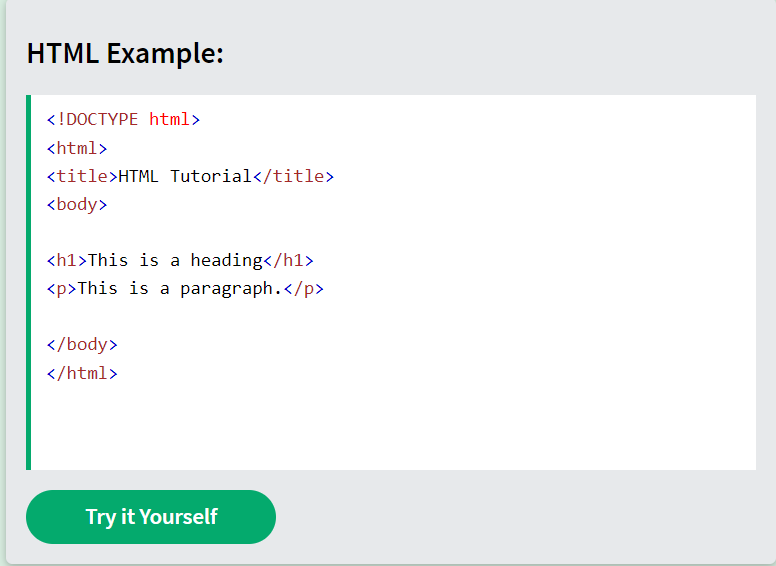 HTML Example:
<!DOCTYPE html>
<html>
<title>HTML Tutorial</title>
<body>
<h1>This is a heading</h1>
<p>This is a paragraph.</p>
</body>
</html>
Try it Yourself